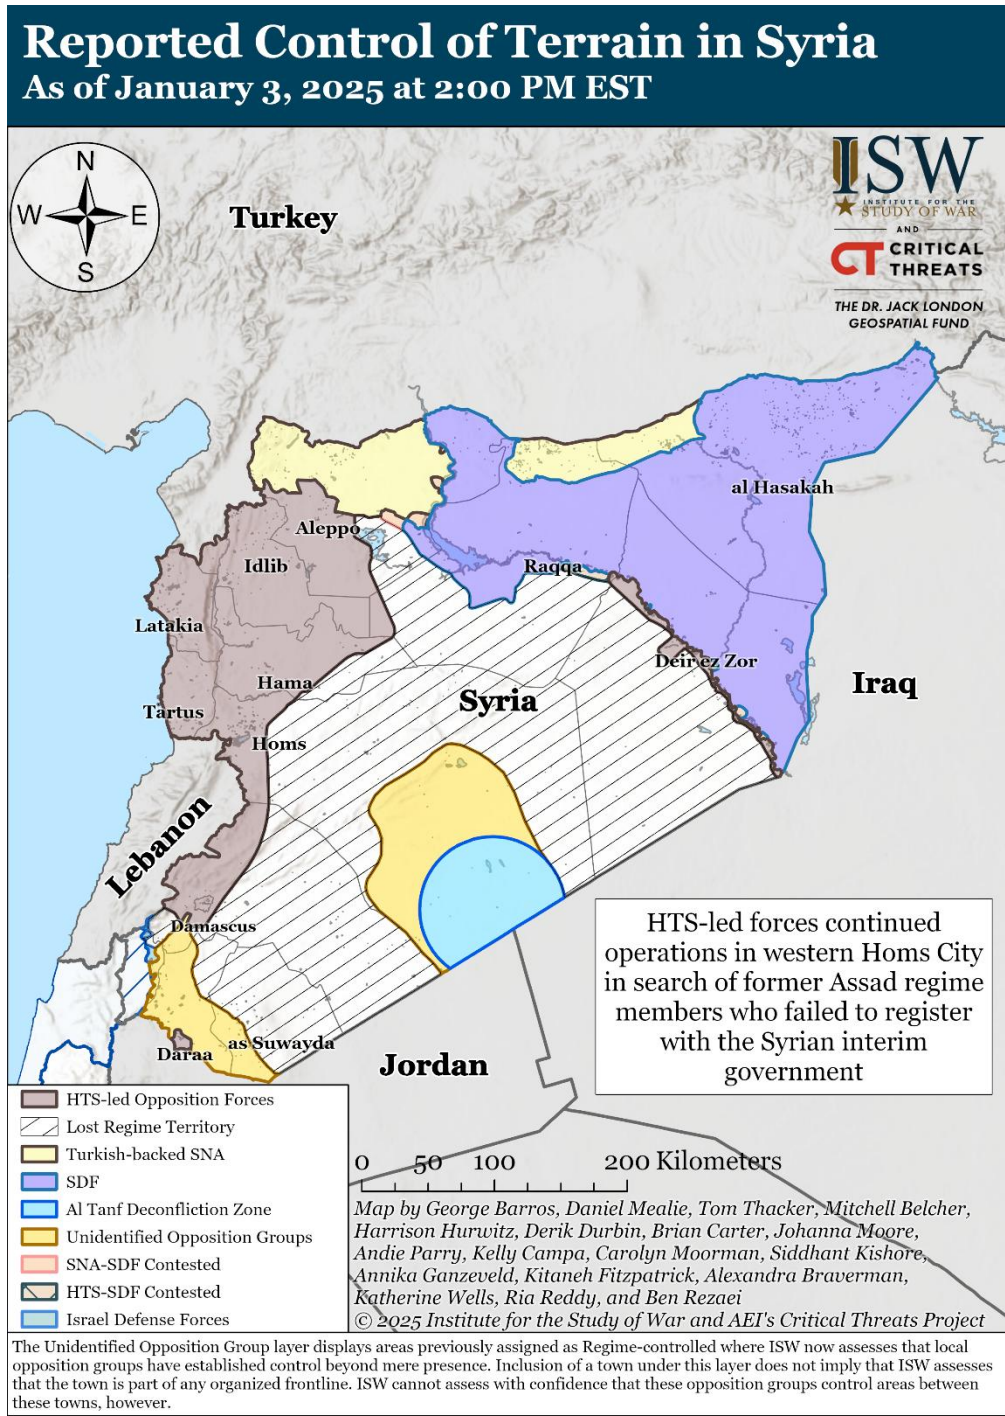 Reported Control of Terrain in Syria
As of January 3, 2025 at 2:00 PM EST
N
W
E
S
ISW
INSTITUTE FOR THE
STUDY OF WAR
AND
CT CRITICAL
THREATS
THE DR. JACK LONDON
GEOSPATIAL FUND
Turkey
al Hasakah
Aleppo
Idlib
Raqqa
Latakia
Deir ez Zor
Hama
Syria
Iraq
Tartus
Homs
Lebanon
Damascus
Daraa
as Suwayda
Jordan
HTS-led forces continued
operations in western Homs City
in search of former Assad regime
members who failed to register
with the Syrian interim
government
HTS-led Opposition Forces
Lost Regime Territory
Turkish-backed SNA
SDF
Al Tanf Deconfliction Zone
Unidentified Opposition Groups
SNA-SDF Contested
HTS-SDF Contested
Israel Defense Forces
0 50 100 200 Kilometers
Map by George Barros, Daniel Mealie, Tom Thacker, Mitchell Belcher,
Harrison Hurwitz, Derik Durbin, Brian Carter, Johanna Moore,
Andie Parry, Kelly Campa, Carolyn Moorman, Siddhant Kishore,
Annika Ganzeveld, Kitaneh Fitzpatrick, Alexandra Braverman,
Katherine Wells, Ria Reddy, and Ben Rezaei
© 2025 Institute for the Study of War and AEI's Critical Threats Project
The Unidentified Opposition Group layer displays areas previously assigned as Regime-controlled where ISW now assesses that local
opposition groups have established control beyond mere presence. Inclusion of a town under this layer does not imply that ISW assesses
that the town is part of any organized frontline. ISW cannot assess with confidence that these opposition groups control areas between
these towns, however.